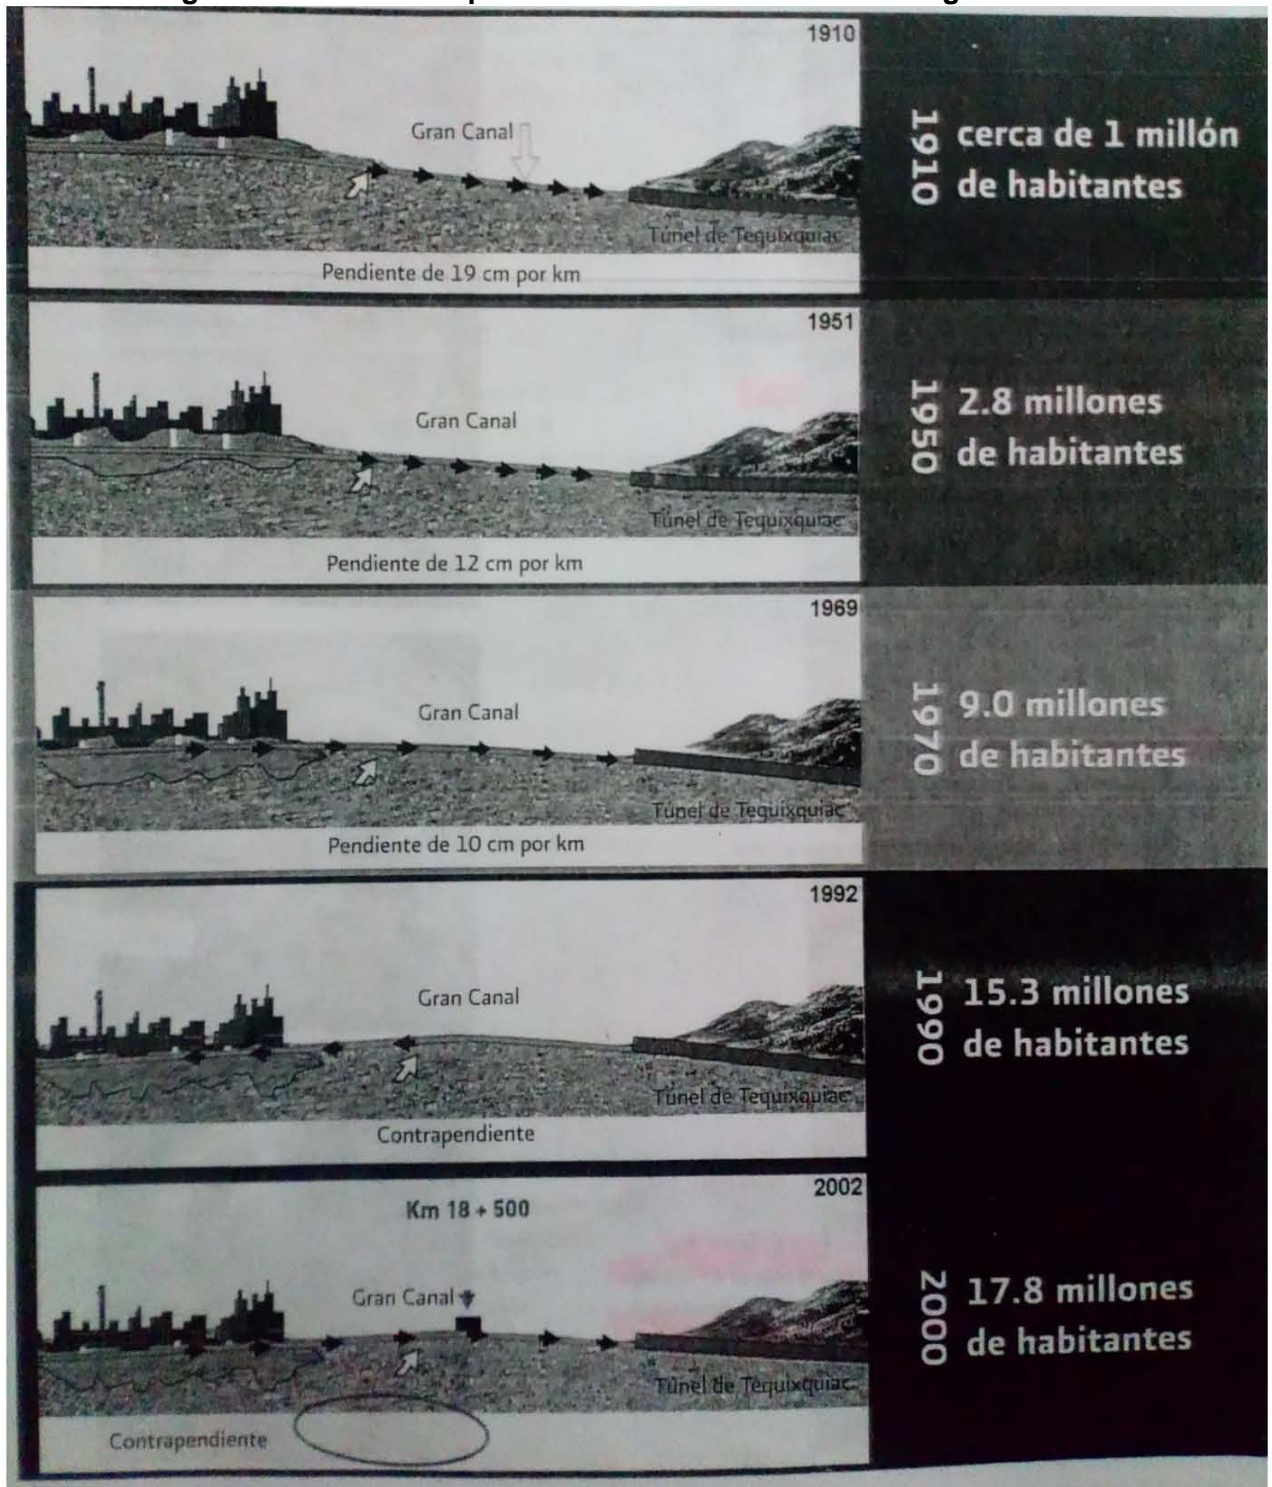 1910
Gran Canal
Túnel de Tequixquiac
Pendiente de 19 cm por km
1910
cerca de 1 millón
de habitantes
1951
Gran Canal
Túnel de Tequixquiac
Pendiente de 12 cm por km
1950
2.8 millones
de habitantes
1969
Gran Canal
Túnel de Tequixquiac
Pendiente de 10 cm por km
1970
9.0 millones
de habitantes
1992
Gran Canal
Túnel de Tequixquiac
Contrapendiente
1990
15.3 millones
de habitantes
2002
Km 18 + 500
Gran Canal
Túnel de Tequixquiac
Contrapendiente
2000
17.8 millones
de habitantes